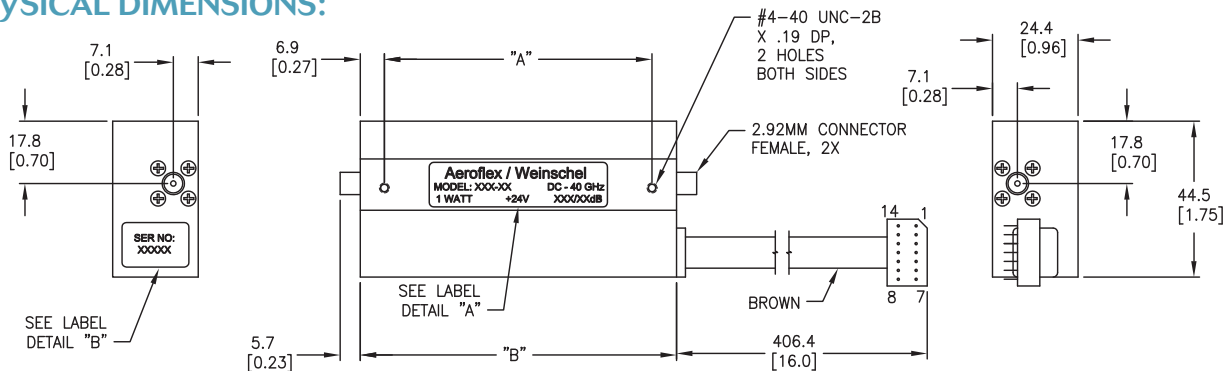 YSICAL DIMENSIONS:
7.1
[0.28]
17.8
[0.70]
SER NO:
XXXXX
SEE LABEL
DETAIL "B"
6.9
[0.27]
"A"
#4-40 UNC-2B
X .19 DP,
2 HOLES
BOTH SIDES
2.92MM CONNECTOR
FEMALE, 2X
Aeroflex / Weinschel
MODEL: XXX-XX DC - 40 GHz
1 WATT +24V XXX/XXdB
SEE LABEL
DETAIL "A"
14 1
8 7
BROWN
5.7
[0.23]
"B"
406.4
[16.0]
24.4
[0.96]
7.1
[0.28]
17.8
[0.70]
44.5
[1.75]